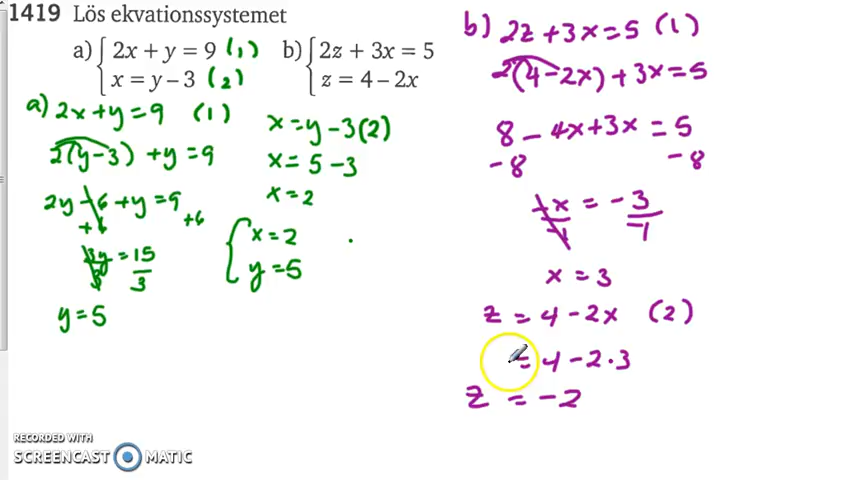 1419 Lös ekvationssystemet
a) { 2x + y = 9 (1) b) { 2z + 3x = 5
x = y – 3 (2) z = 4 – 2x
a) 2x+y=9 (1)
2(y-3) +y=9
2y -6 +y=9
+6 +6
3y/3 = 15/3
y=5
x=y-3(2)
x=5-3
x=2
{ x=2
y=5
b) 2z+3x=5 (1)
2(4-2x)+3x=5
8-4x+3x=5
-8 -8
-x/-1 = -3/-1
x=3
z=4-2x (2)
=4-2·3
z=-2
RECORDED WITH
SCREENCAST MATIC